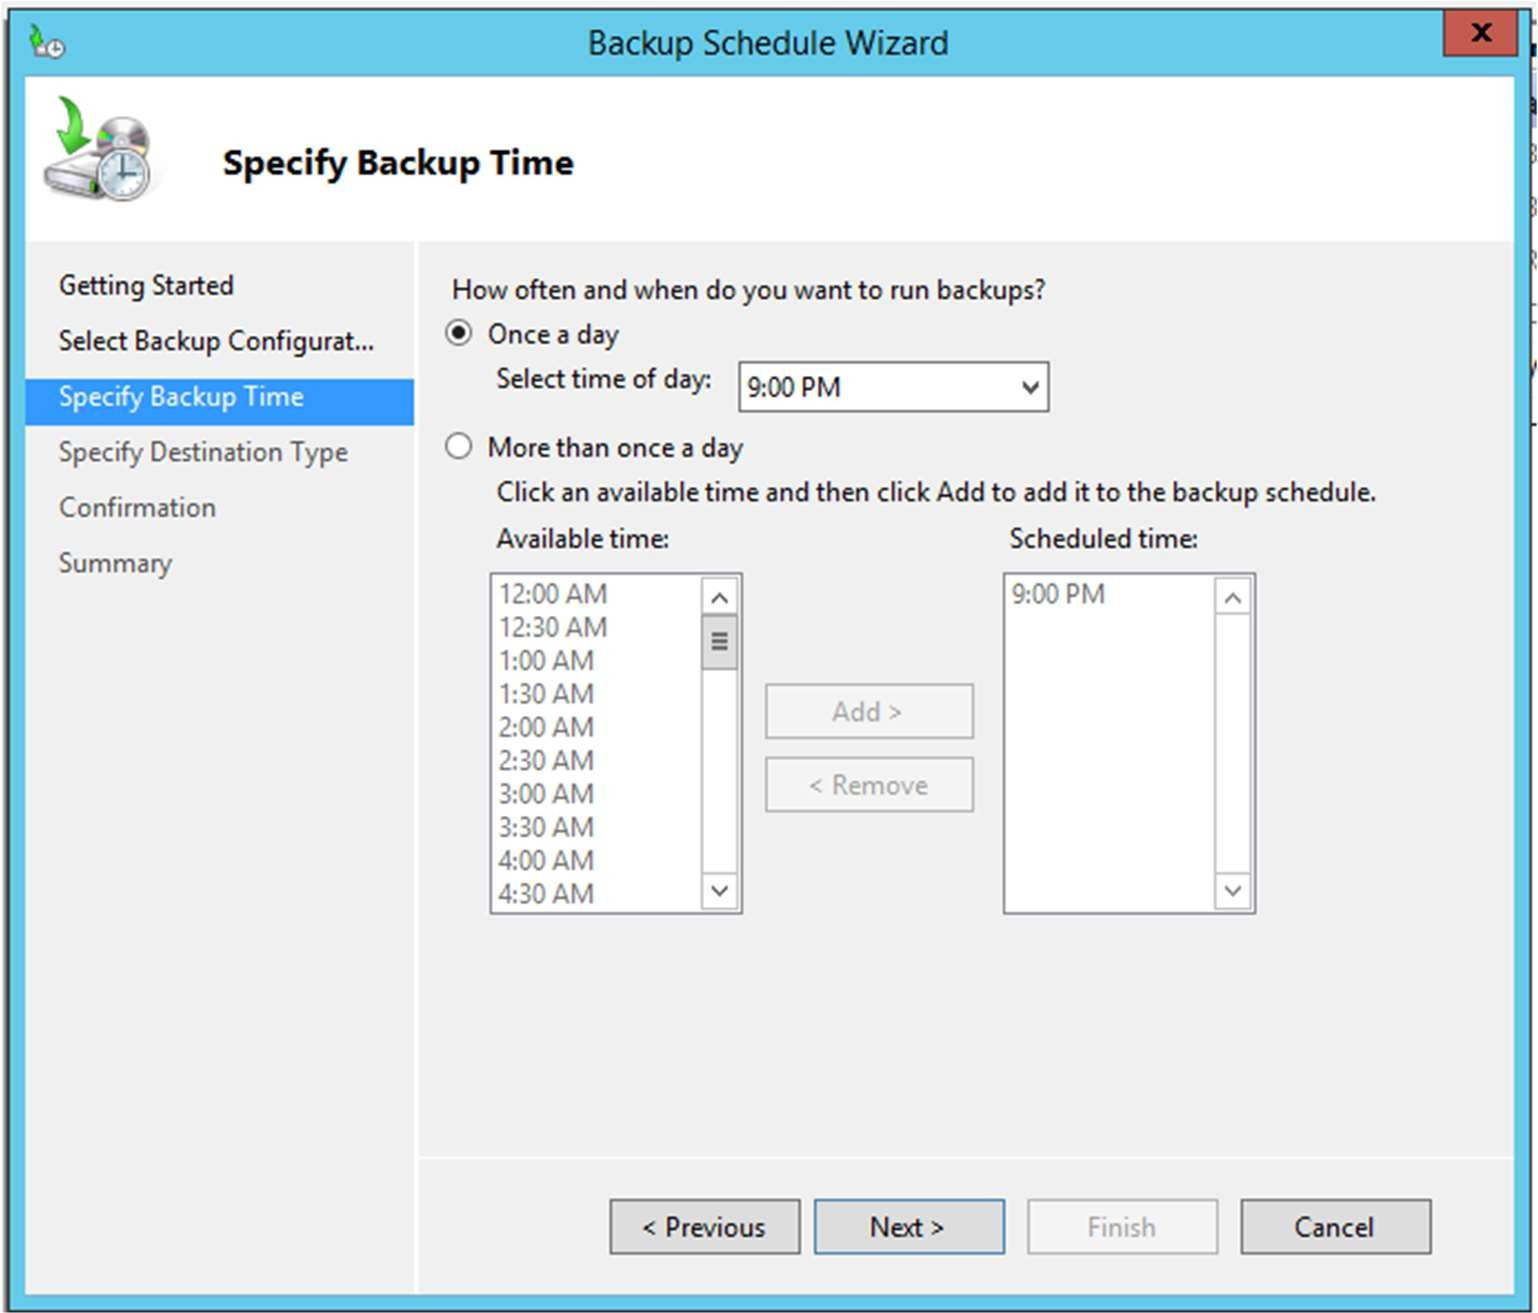 Backup Schedule Wizard
x
Specify Backup Time
Getting Started
Select Backup Configurat...
Specify Backup Time
Specify Destination Type
Confirmation
Summary
How often and when do you want to run backups?
Once a day
Select time of day:
9:00 PM
More than once a day
Click an available time and then click Add to add it to the backup schedule.
Available time:
12:00 AM
12:30 AM
1:00 AM
1:30 AM
2:00 AM
2:30 AM
3:00 AM
3:30 AM
4:00 AM
4:30 AM
Add >
< Remove
Scheduled time:
9:00 PM
< Previous
Next >
Finish
Cancel